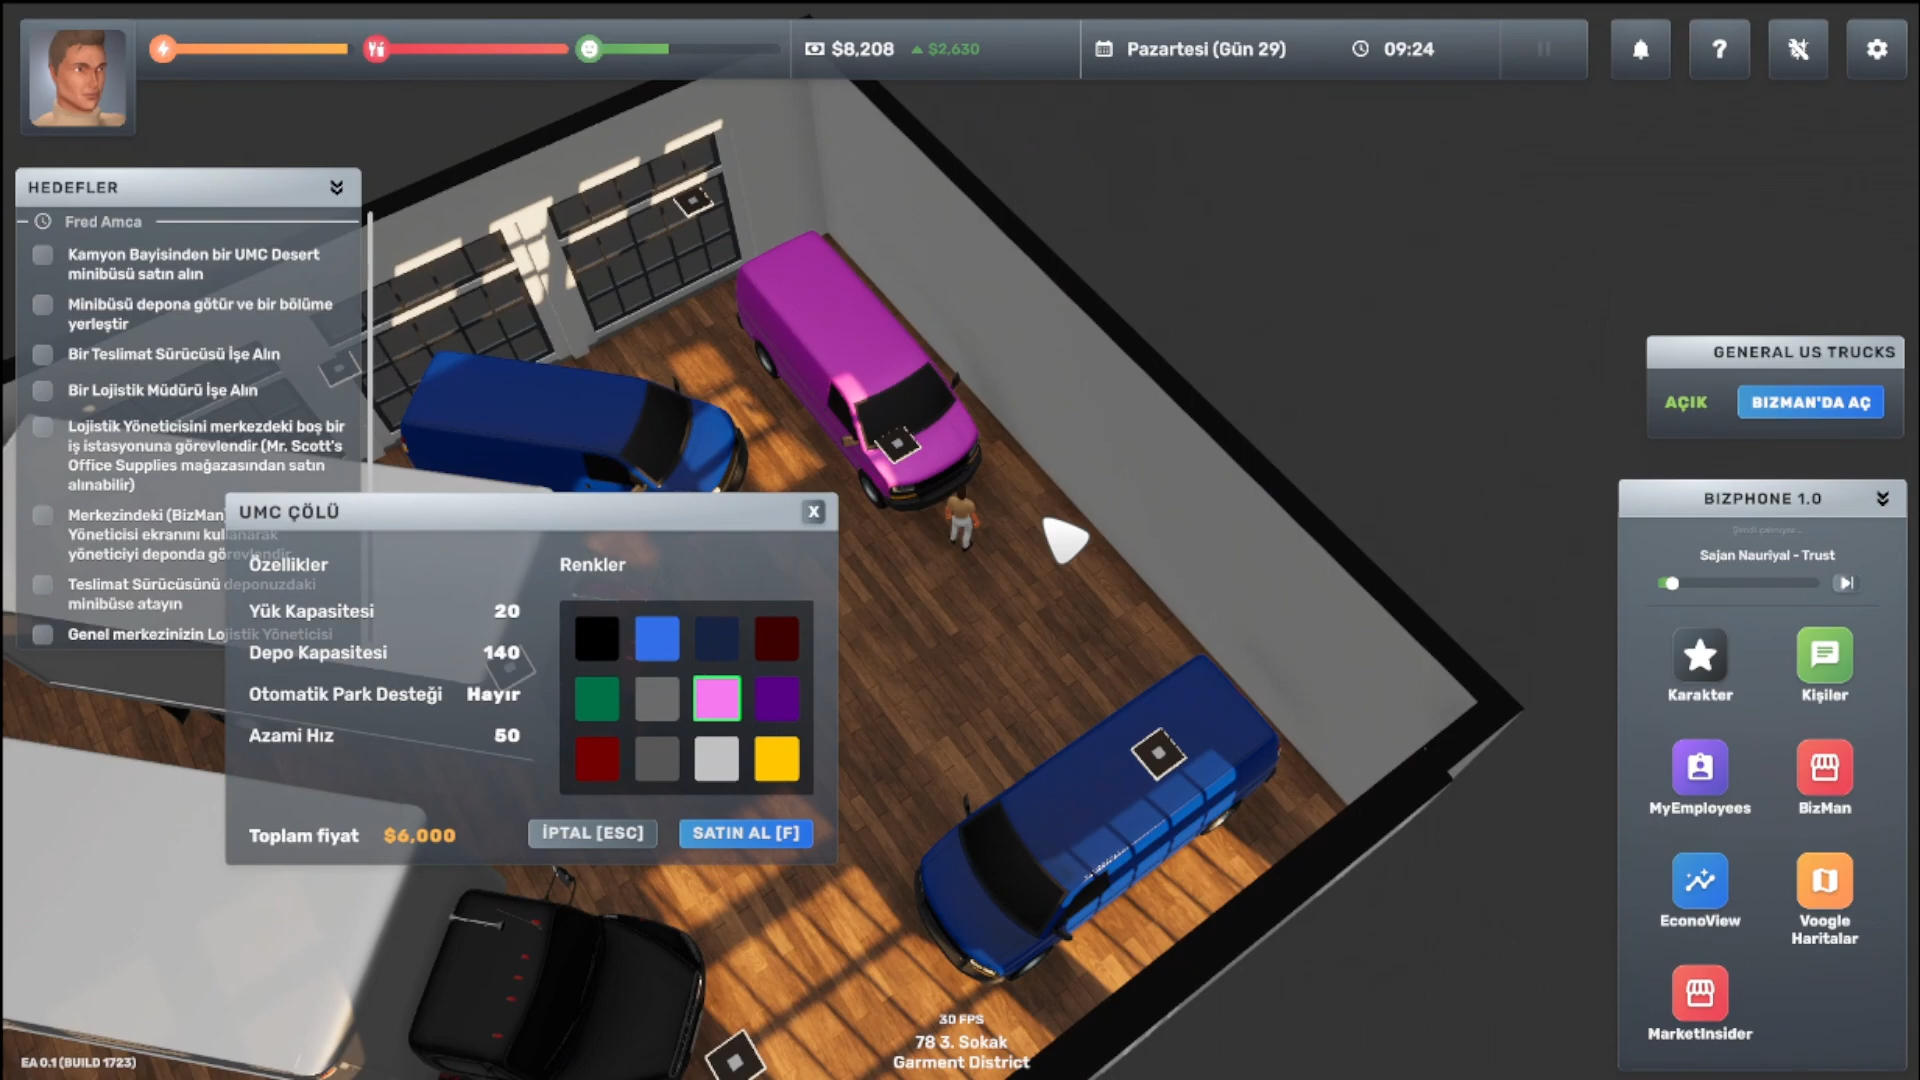 $8,208
$2,630
Pazartesi (Gün 29)
09:24
?
HEDEFLER
Fred Amca
Kamyon Bayisinden bir UMC Desert
minibüsü satın alın
Minibüsü depona götür ve bir bölüme
yerleştir
Bir Teslimat Sürücüsü İşe Alın
Bir Lojistik Müdürü İşe Alın
Lojistik Yöneticisini merkezdeki boş bir
iş istasyonuna görevlendir (Mr. Scott's
Office Supplies mağazasından satın
alınabilir)
Merkezindeki (BizMan)
Yöneticisi ekranını kullanarak
yöneticiyi deponda görevlendir
Teslimat Sürücüsünü deponuzdaki
minibüse atayın
Genel merkezinizin Lojistik Yöneticisi
UMC ÇÖLÜ
X
Özellikler
Renkler
Yük Kapasitesi 20
Depo Kapasitesi 140
Otomatik Park Desteği Hayır
Azami Hız 50
Toplam fiyat $6,000
İPTAL [ESC]
SATIN AL [F]
GENERAL US TRUCKS
AÇIK
BIZMAN'DA AÇ
BIZPHONE 1.0
Sajan Nauriyal - Trust
Karakter
Kişiler
MyEmployees
BizMan
EconoView
Voogle
Haritalar
MarketInsider
30 FPS
78 3. Sokak
Garment District
EA 0.1 (BUILD 1723)